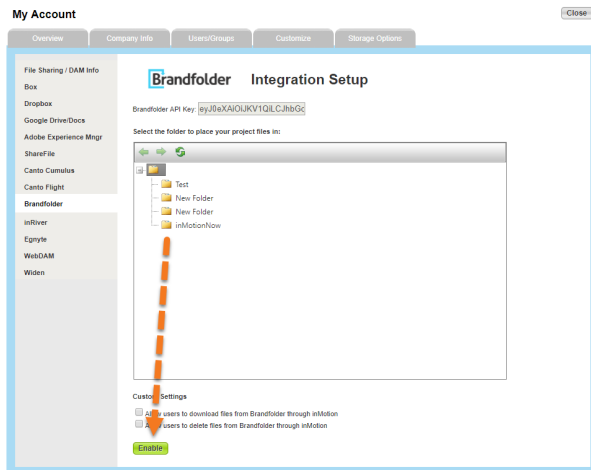 My Account
Close
Overview Company Info Users/Groups Customize Storage Options
File Sharing / DAM Info
Box
Dropbox
Google Drive/Docs
Adobe Experience Mngr
ShareFile
Canto Cumulus
Canto Flight
Brandfolder
inRiver
Egnyte
WebDAM
Widen
Brandfolder Integration Setup
Brandfolder API Key: eyJ0eXAiOiJKV1QiLCJhbGc
Select the folder to place your project files in:
Test
New Folder
New Folder
inMotionNow
Settings
users to download files from Brandfolder through inMotion
users to delete files from Brandfolder through inMotion
Enable